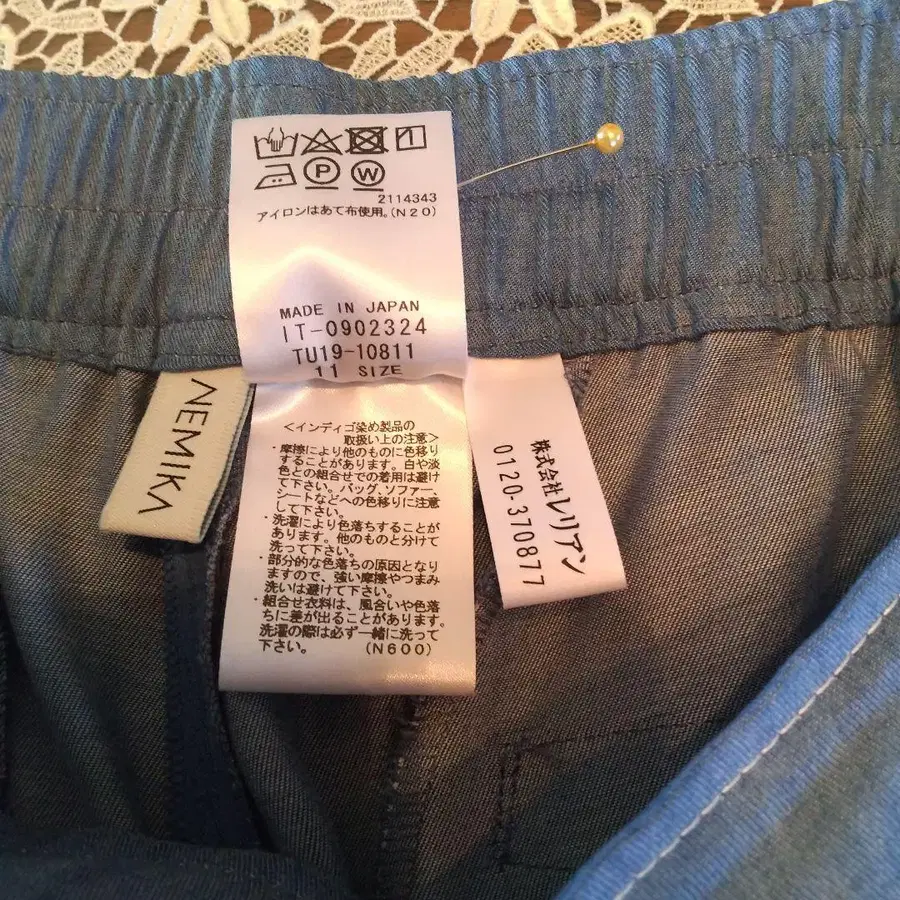 P W
2114343
アイロンはあて布使用。(N20)
MADE IN JAPAN
IT-0902324
TU19-10811
11 SIZE
NEMIKA
<インディゴ染め製品の
取扱い上の注意>
・摩擦により他のものに色移り
することがあります。白や淡
色との組合せでの着用は避け
て下さい。バッグ、ソファー、
シートなどへの色移りに注意
して下さい。
・洗濯により色落ちすることが
あります。他のものと分けて
洗って下さい。
・部分的な色落ちの原因となり
ますので、強い摩擦やつまみ
洗いは避けて下さい。
・組合せ衣料は、風合いや色落
ちに差が出ることがあります。
洗濯の際は必ず一緒に洗って
下さい。 (N600)
株式会社レリアン
0120-370877